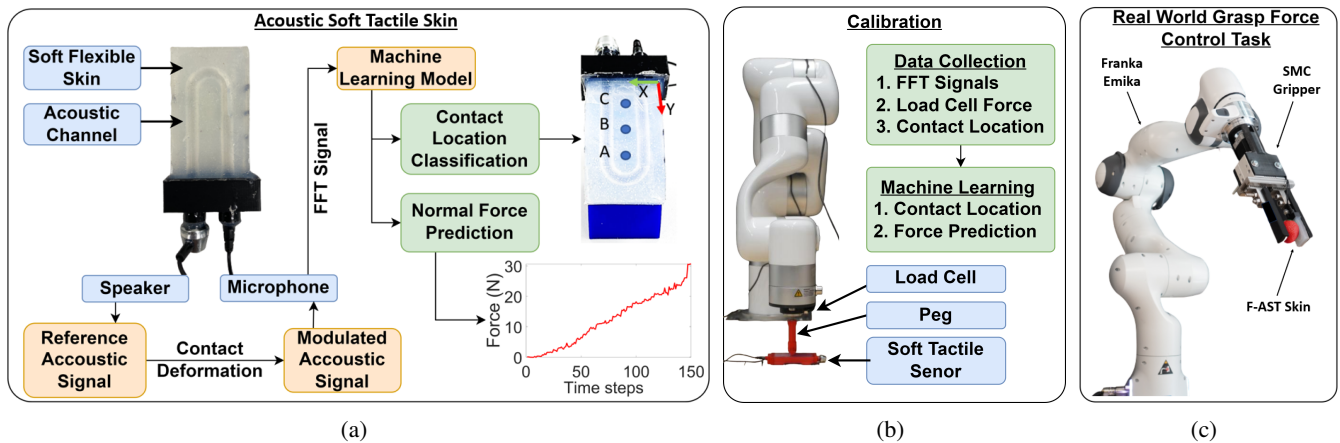 Acoustic Soft Tactile Skin
Soft Flexible
Skin
Acoustic
Channel
Machine
Learning Model
Contact
Location
Classification
Normal Force
Prediction
FFT Signal
X
Y
C
B
A
Speaker
Microphone
Reference
Accoustic
Signal
Contact
Deformation
Modulated
Accoustic
Signal
Force (N)
30
20
10
0
0
50
100
150
Time steps
(a)
Calibration
Data Collection
1. FFT Signals
2. Load Cell Force
3. Contact Location
Machine Learning
1. Contact Location
2. Force Prediction
Load Cell
Peg
Soft Tactile
Senor
(b)
Real World Grasp Force
Control Task
Franka
Emika
SMC
Gripper
F-AST Skin
(c)